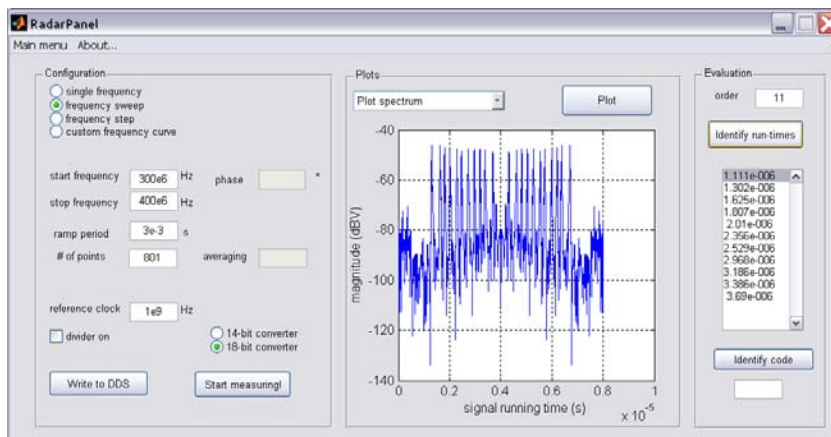 RadarPanel
Main menu About...
Configuration
single frequency
frequency sweep
frequency step
custom frequency curve
start frequency 300e6 Hz phase °
stop frequency 400e6 Hz
ramp period 3e-3 s
# of points 801 averaging
reference clock 1e9 Hz
divider on
14-bit converter
18-bit converter
Write to DDS
Start measuring!
Plots
Plot spectrum
Plot
-40
-60
-80
-100
-120
-140
magnitude (dBV)
0 0.2 0.4 0.6 0.8 1
signal running time (s)
x 10⁻⁵
Evaluation
order 11
Identify run-times
1.111e-006
1.302e-006
1.625e-006
1.807e-006
2.01e-006
2.356e-006
2.529e-006
2.968e-006
3.186e-006
3.386e-006
3.69e-006
Identify code